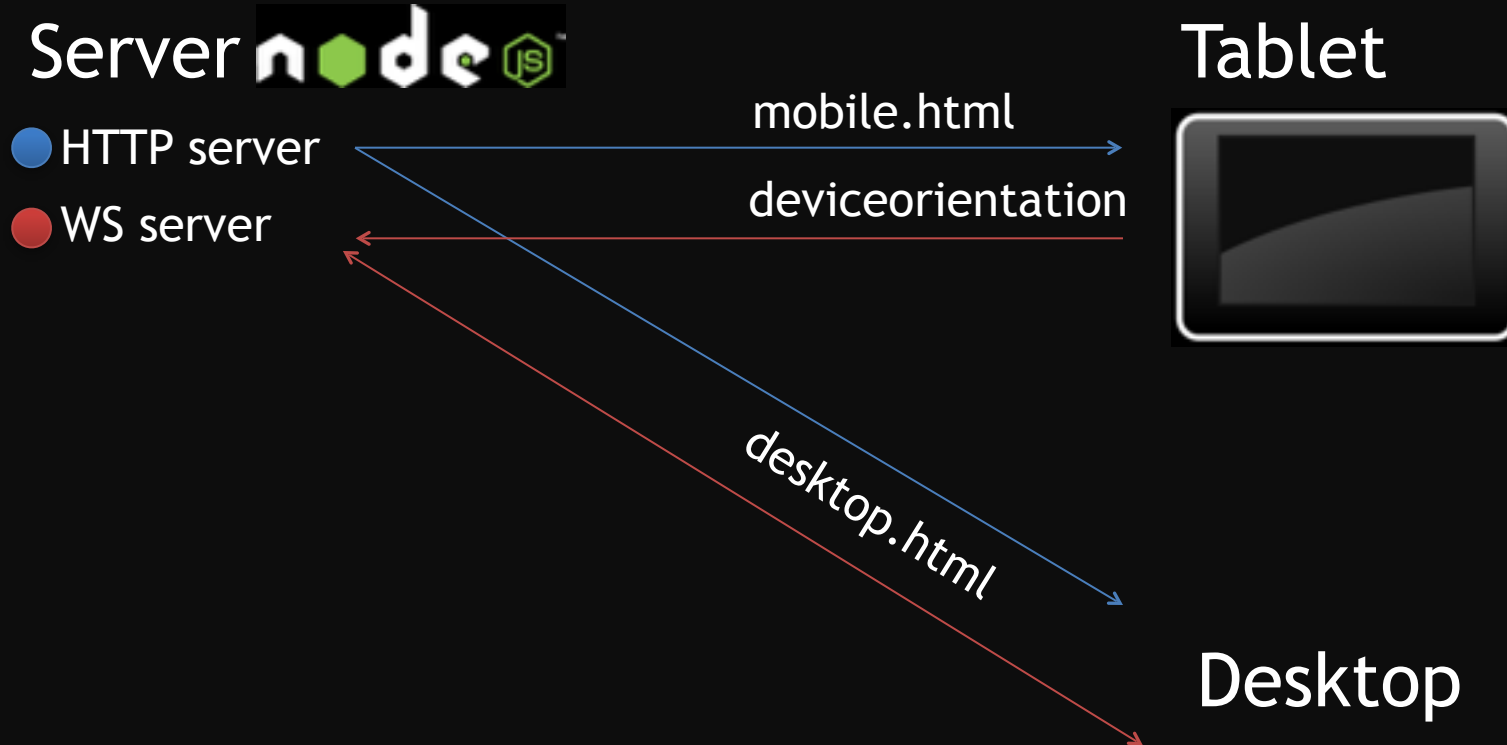 Server node JS
Tablet
mobile.html
HTTP server
deviceorientation
WS server
desktop.html
Desktop